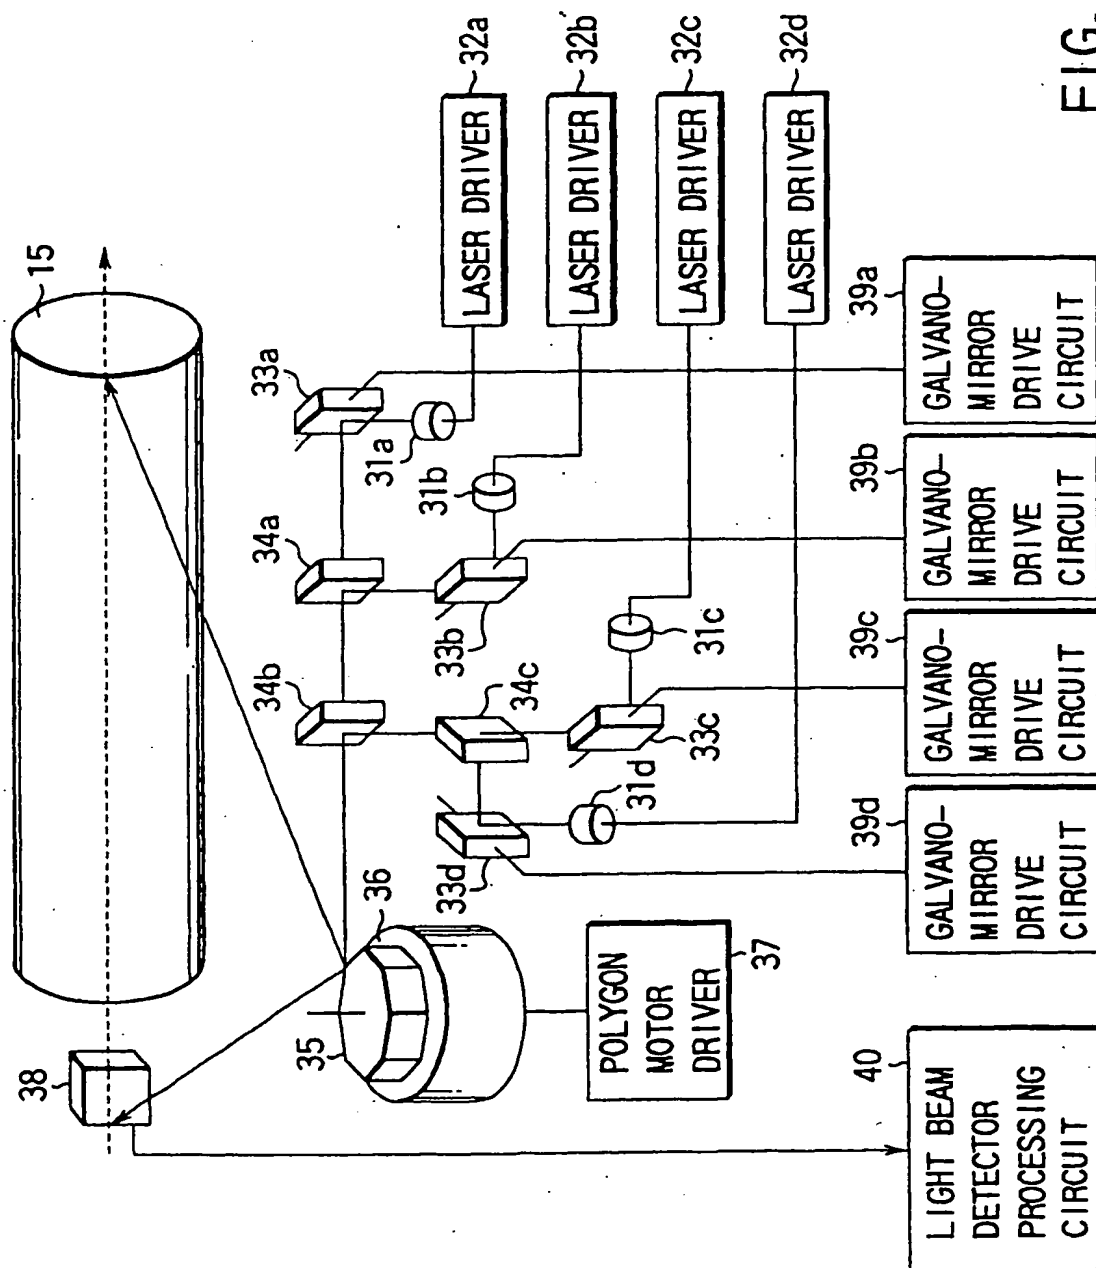 15
38
33a
34a
34b
32a
32b
32c
32d
LASER DRIVER
LASER DRIVER
LASER DRIVER
LASER DRIVER
31a
31b
33b
34c
31c
33c
31d
33d
36
35
POLYGON
MOTOR
DRIVER
37
39a
GALVANO-
MIRROR
DRIVE
CIRCUIT
39b
GALVANO-
MIRROR
DRIVE
CIRCUIT
39c
GALVANO-
MIRROR
DRIVE
CIRCUIT
39d
GALVANO-
MIRROR
DRIVE
CIRCUIT
40
LIGHT BEAM
DETECTOR
PROCESSING
CIRCUIT
FIG.